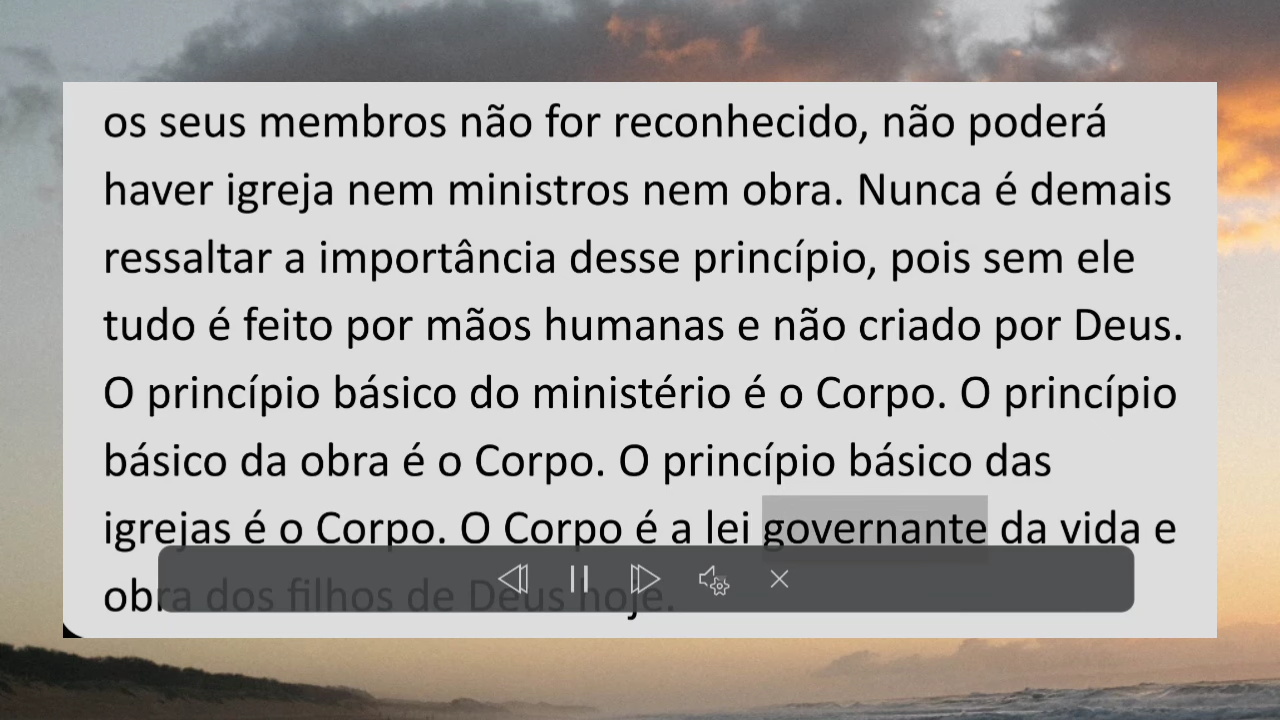 os seus membros não for reconhecido, não poderá
haver igreja nem ministros nem obra. Nunca é demais
ressaltar a importância desse princípio, pois sem ele
tudo é feito por mãos humanas e não criado por Deus.
O princípio básico do ministério é o Corpo. O princípio
básico da obra é o Corpo. O princípio básico das
igrejas é o Corpo. O Corpo é a lei governante da vida e
obra dos filhos de Deus hoje.